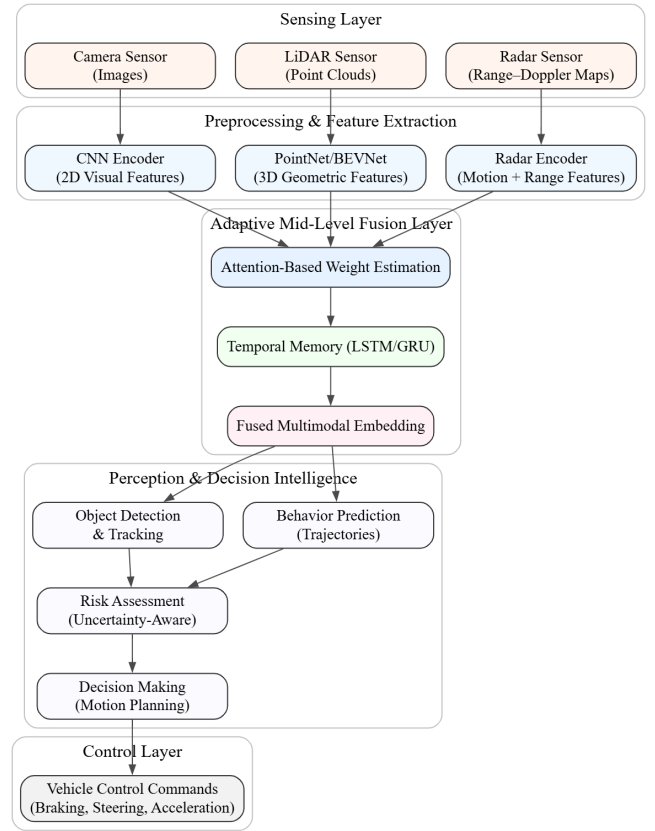 Sensing Layer
Camera Sensor
(Images)
LiDAR Sensor
(Point Clouds)
Radar Sensor
(Range–Doppler Maps)
Preprocessing & Feature Extraction
CNN Encoder
(2D Visual Features)
PointNet/BEVNet
(3D Geometric Features)
Radar Encoder
(Motion + Range Features)
Adaptive Mid-Level Fusion Layer
Attention-Based Weight Estimation
Temporal Memory (LSTM/GRU)
Fused Multimodal Embedding
Perception & Decision Intelligence
Object Detection
& Tracking
Behavior Prediction
(Trajectories)
Risk Assessment
(Uncertainty-Aware)
Decision Making
(Motion Planning)
Control Layer
Vehicle Control Commands
(Braking, Steering, Acceleration)